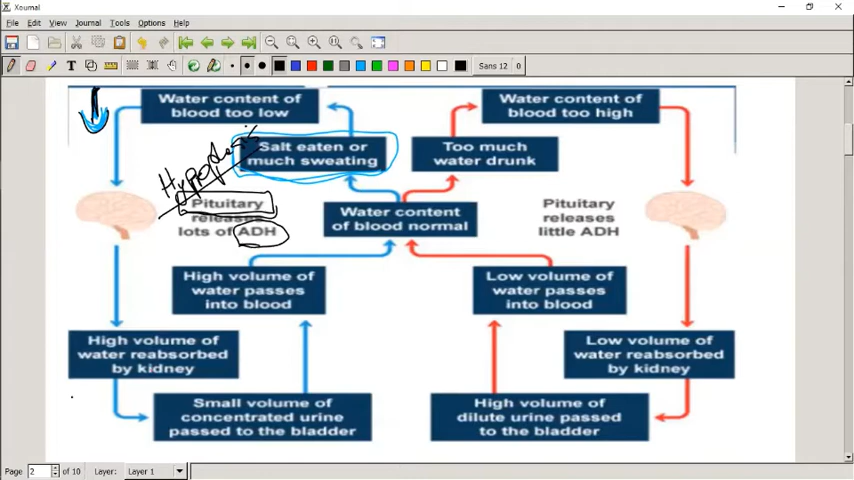 Xournal
File Edit View Journal Tools Options Help
Sans 12 0
Water content of
blood too low
Water content of
blood too high
Salt eaten or
much sweating
Too much
water drunk
Hypophysis
Pituitary
releases
lots of ADH
Water content
of blood normal
Pituitary
releases
little ADH
High volume of
water passes
into blood
Low volume of
water passes
into blood
High volume of
water reabsorbed
by kidney
Low volume of
water reabsorbed
by kidney
Small volume of
concentrated urine
passed to the bladder
High volume of
dilute urine passed
to the bladder
Page 2 of 10 Layer: Layer 1